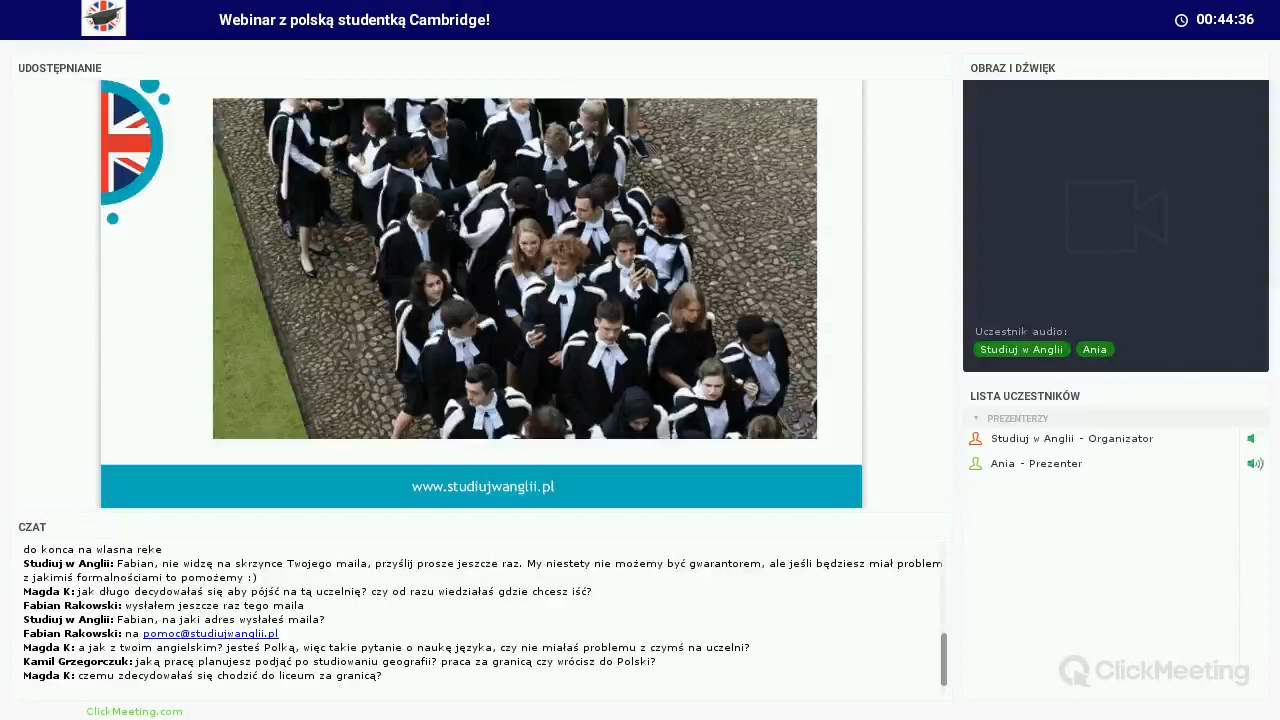 Webinar z polską studentką Cambridge!
00:44:36
UDOSTĘPNIANIE
OBRAZ I DŹWIĘK
www.studiujwanglii.pl
Uczestnik audio:
Studiuj w Anglii Ania
LISTA UCZESTNIKÓW
PREZENTERZY
Studiuj w Anglii - Organizator
Ania - Prezenter
CZAT
do konca na wlasna reke
Studiuj w Anglii: Fabian, nie widzę na skrzynce Twojego maila, przyślij prosze jeszcze raz. My niestety nie możemy być gwarantorem, ale jeśli będziesz miał problem
z jakimiś formalnościami to pomożemy :)
Magda K: jak długo decydowałaś się aby pójść na tą uczelnię? czy od razu wiedziałaś gdzie chcesz iść?
Fabian Rakowski: wysłałem jeszcze raz tego maila
Studiuj w Anglii: Fabian, na jaki adres wysłałeś maila?
Fabian Rakowski: na pomoc@studiujwanglii.pl
Magda K: a jak z twoim angielskim? jesteś Polką, więc takie pytanie o naukę języka, czy nie miałaś problemu z czymś na uczelni?
Kamil Grzegorczuk: jaką pracę planujesz podjąć po studiowaniu geografii? praca za granicą czy wrócisz do Polski?
Magda K: czemu zdecydowałaś się chodzić do liceum za granicą?
ClickMeeting
ClickMeeting.com